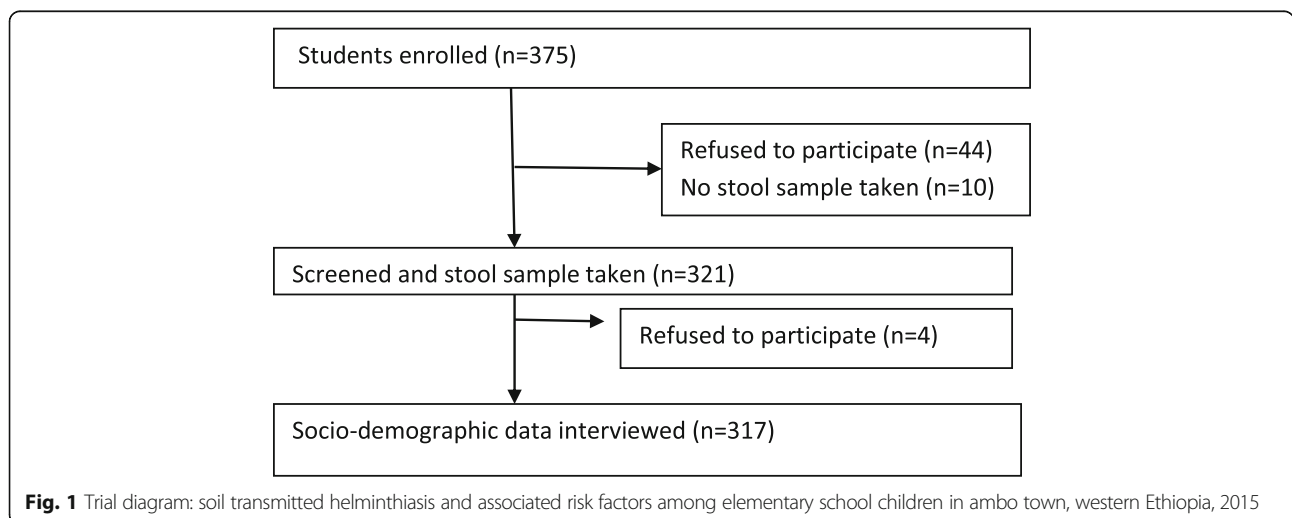 Students enrolled (n=375)
Refused to participate (n=44)
No stool sample taken (n=10)
Screened and stool sample taken (n=321)
Refused to participate (n=4)
Socio-demographic data interviewed (n=317)
Fig. 1 Trial diagram: soil transmitted helminthiasis and associated risk factors among elementary school children in ambo town, western Ethiopia, 2015